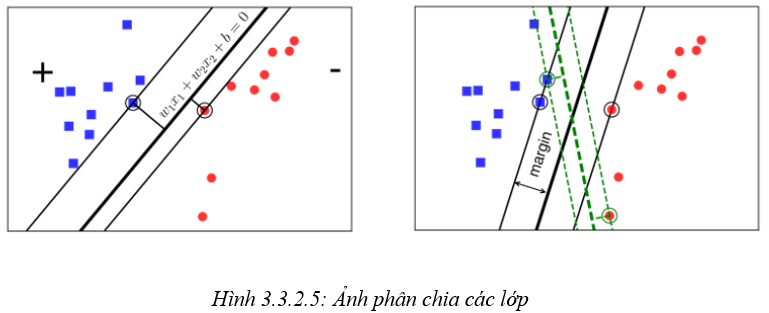 +
w₁x₁ + w₂x₂ + b = 0
-
margin
Hình 3.3.2.5: Ảnh phân chia các lớp